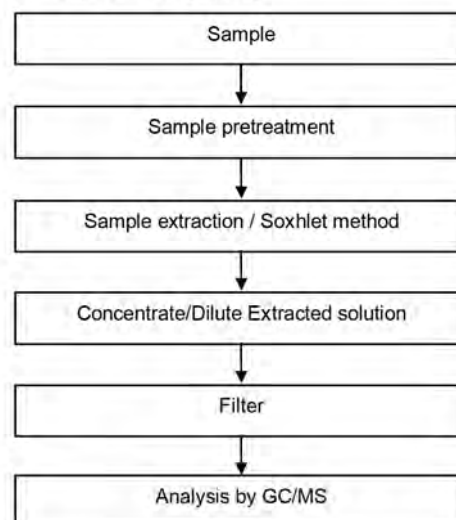 Sample
Sample pretreatment
Sample extraction / Soxhlet method
Concentrate/Dilute Extracted solution
Filter
Analysis by GC/MS